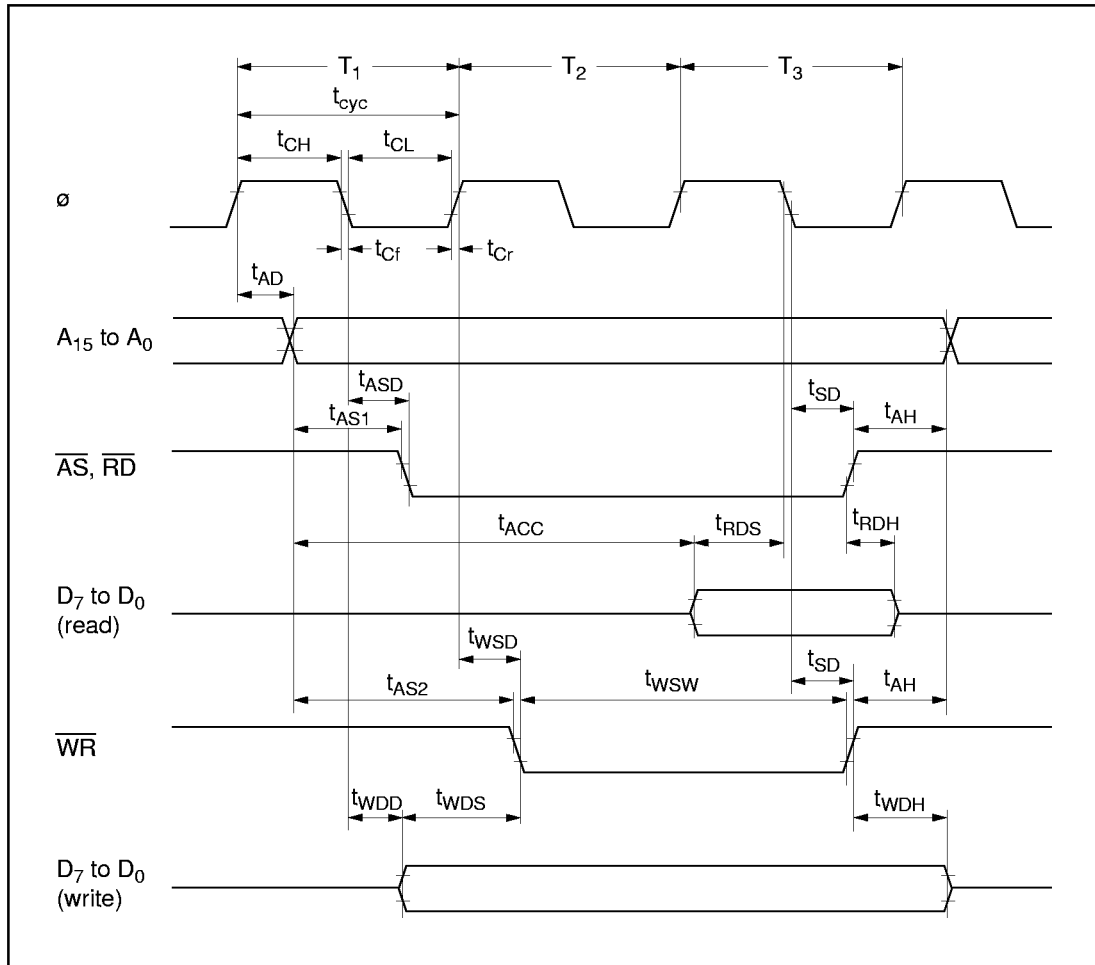 T1 T2 T3
tcyc
tCH tCL
ø
tCf tCr
tAD
A15 to A0
tASD tSD
tAS1 tAH
AS, RD
tACC tRDS tRDH
D7 to D0
(read)
tWSD tSD
tAS2 tWSW tAH
WR
tWDD tWDS tWDH
D7 to D0
(write)